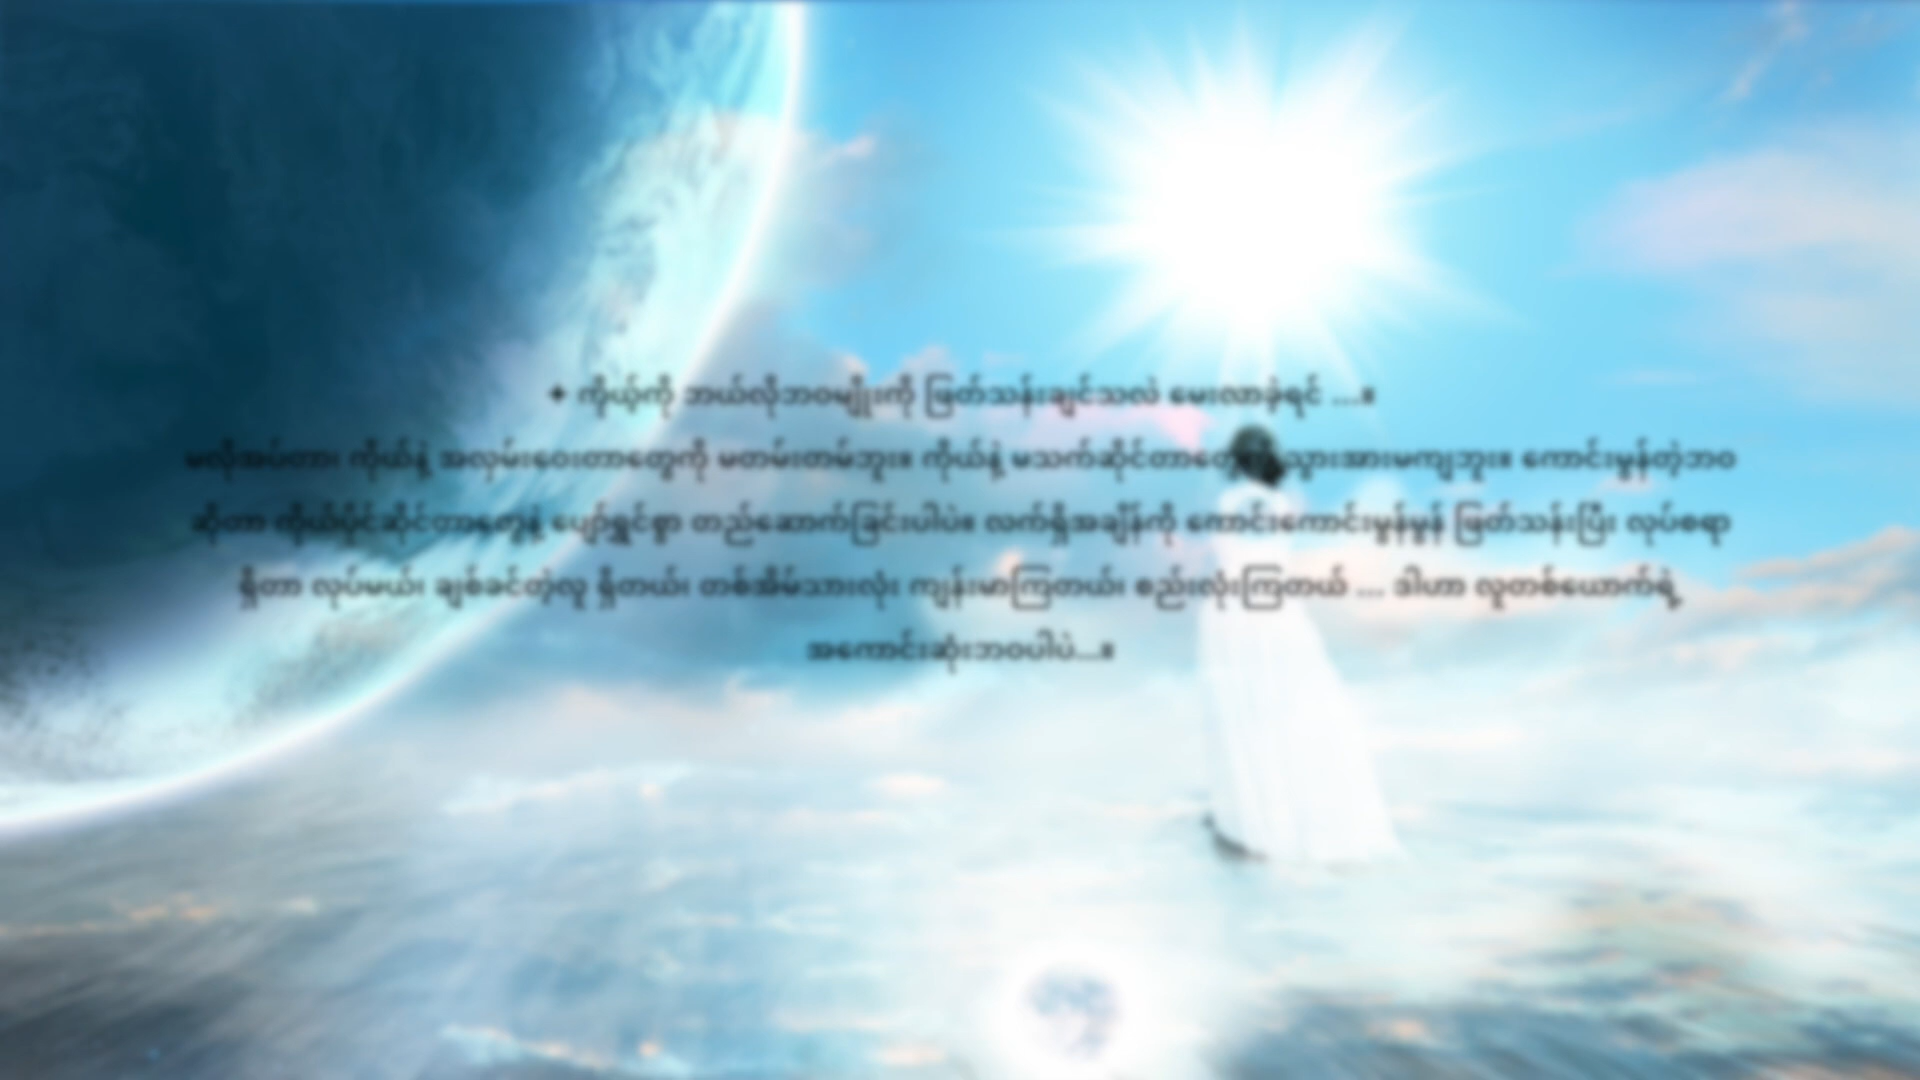 ✦ ကိုယ့်ကို ဘယ်လိုဘဝမျိုးကို ဖြတ်သန်းချင်သလဲ မေးလာခဲ့ရင် ...။
မလိုအပ်တာ၊ ကိုယ်နဲ့ အလှမ်းဝေးတာတွေကို မတမ်းတမ်ဘူး။ ကိုယ်နဲ့ မသက်ဆိုင်တာတွေ သွားအားမကျဘူး။ ကောင်းမွန်တဲ့ဘဝ
ဆိုတာ ကိုယ်ပိုင်ဆိုင်တာတွေနဲ့ ပျော်ရွှင်စွာ တည်ဆောက်ခြင်းပါပဲ။ လက်ရှိအချိန်ကို ကောင်းကောင်းမွန်မွန် ဖြတ်သန်းပြီး လုပ်စရာ
ရှိတာ လုပ်မယ်၊ ချစ်ခင်တဲ့လူ ရှိတယ်၊ တစ်အိမ်သားလုံး ကျန်းမာကြတယ်၊ စည်းလုံးကြတယ် ... ဒါဟာ လူတစ်ယောက်ရဲ့
အကောင်းဆုံးဘဝပါပဲ...။